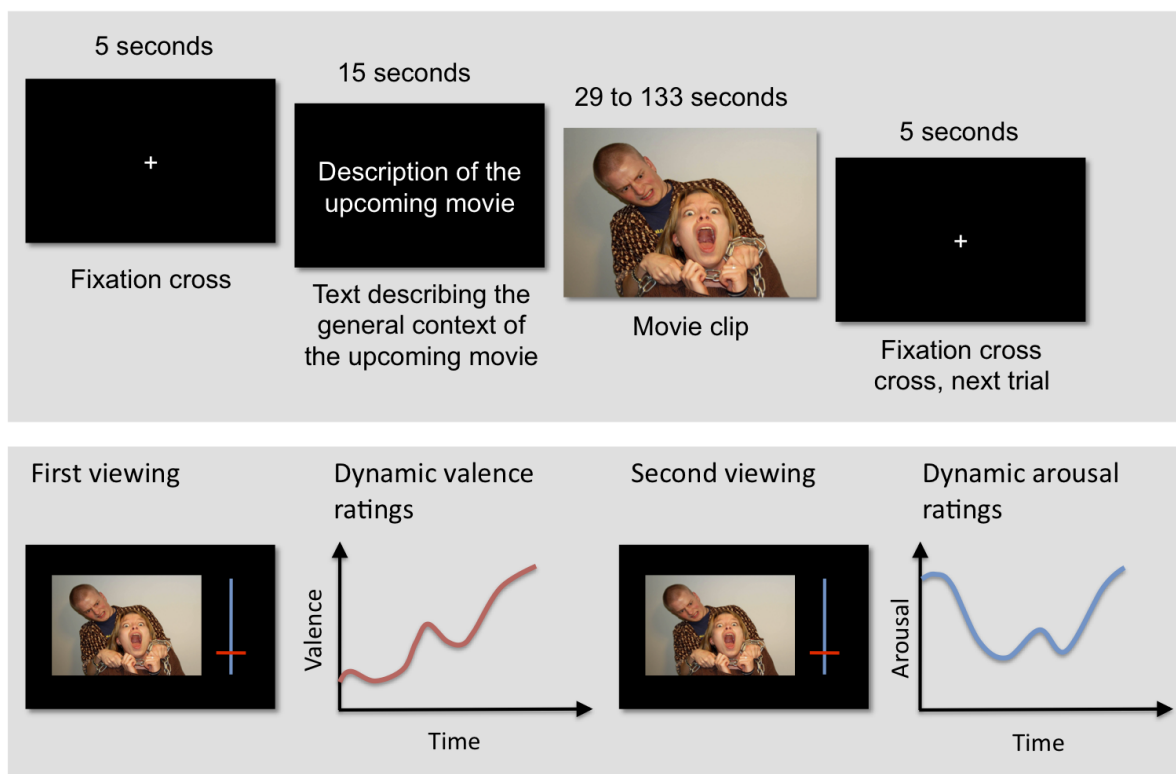 5 seconds
+
Fixation cross
15 seconds
Description of the
upcoming movie
Text describing the
general context of
the upcoming movie
29 to 133 seconds
Movie clip
5 seconds
+
Fixation cross
cross, next trial
First viewing
Dynamic valence
ratings
Valence
Time
Second viewing
Dynamic arousal
ratings
Arousal
Time